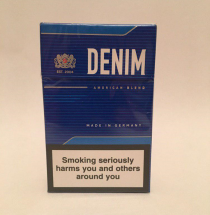 DENIM
AMERICAN BLEND
MADE IN GERMANY
Smoking seriously
harms you and others
around you